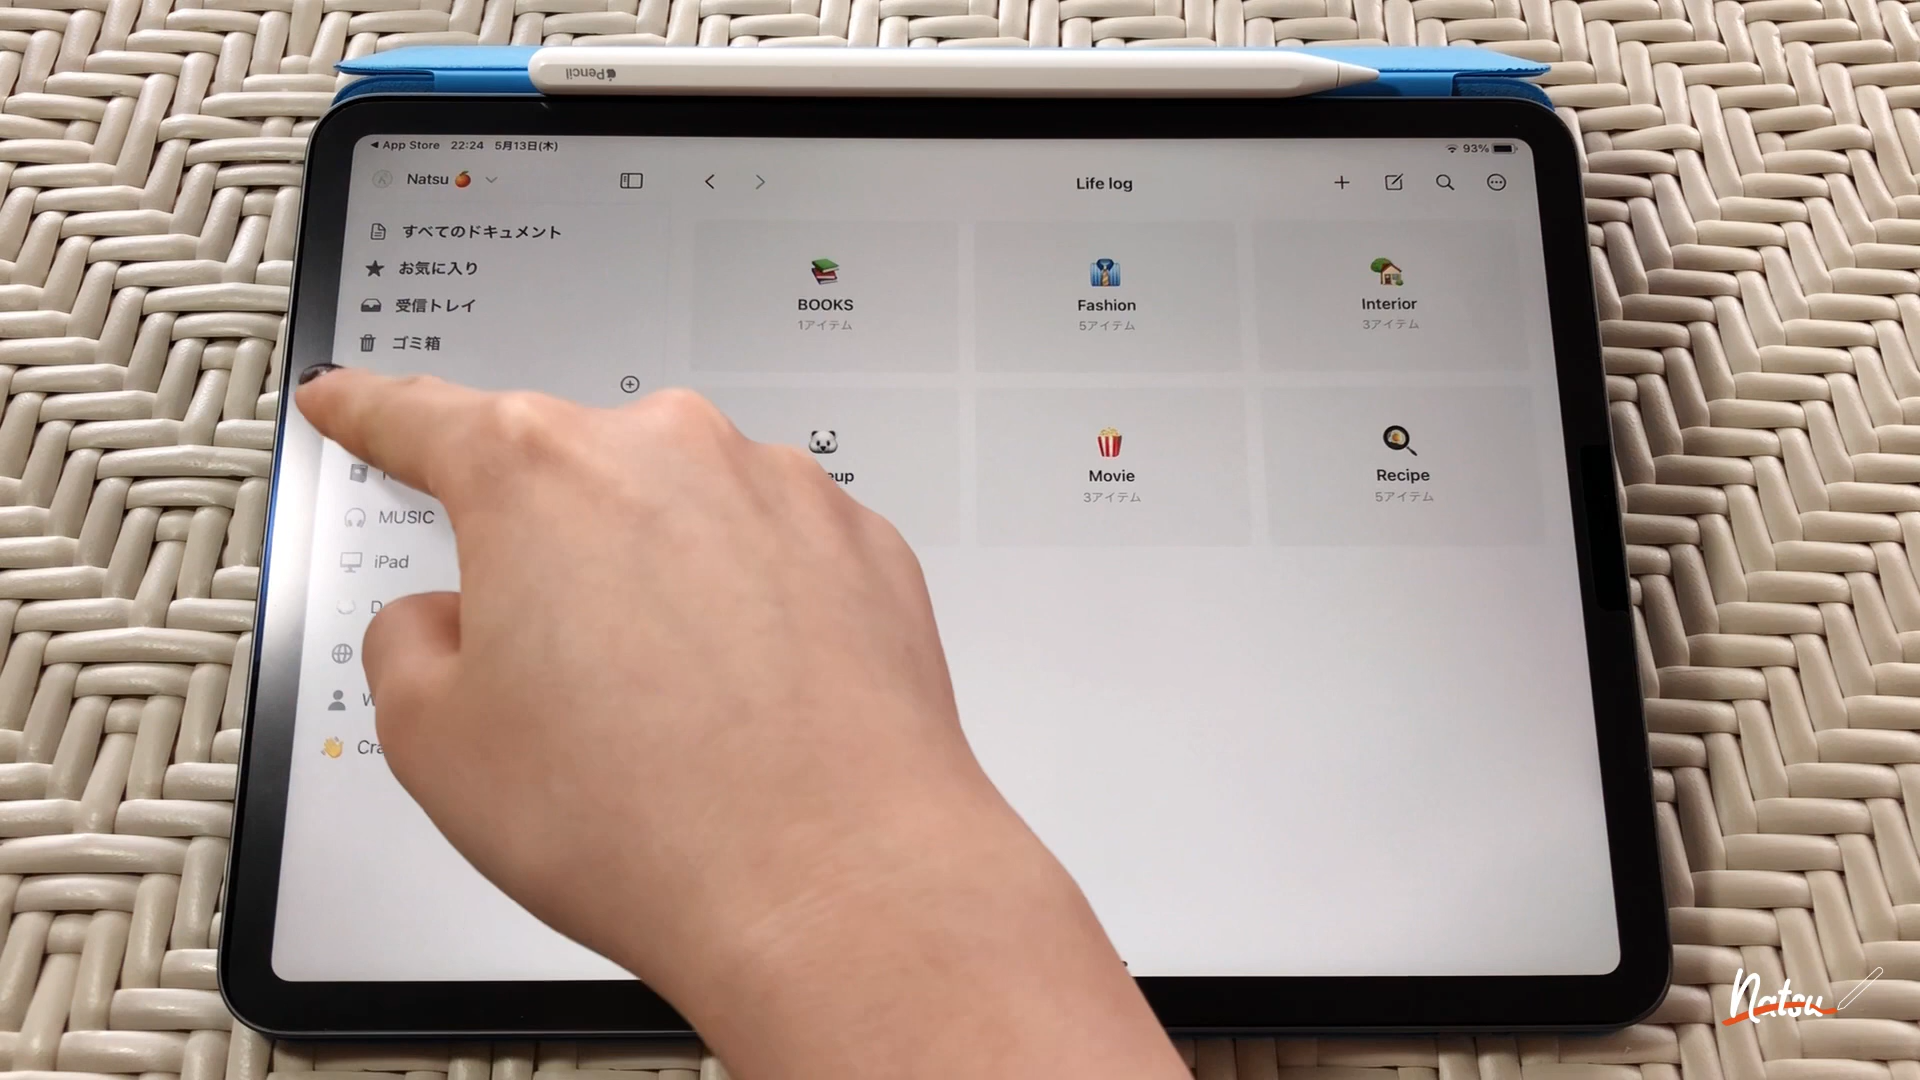 Pencil
App Store 22:24 5月13日(木)
93%
Natsu
Life log
すべてのドキュメント
お気に入り
受信トレイ
ゴミ箱
MUSIC
iPad
BOOKS
1アイテム
Fashion
5アイテム
Interior
3アイテム
Movie
3アイテム
Recipe
5アイテム
Natsu